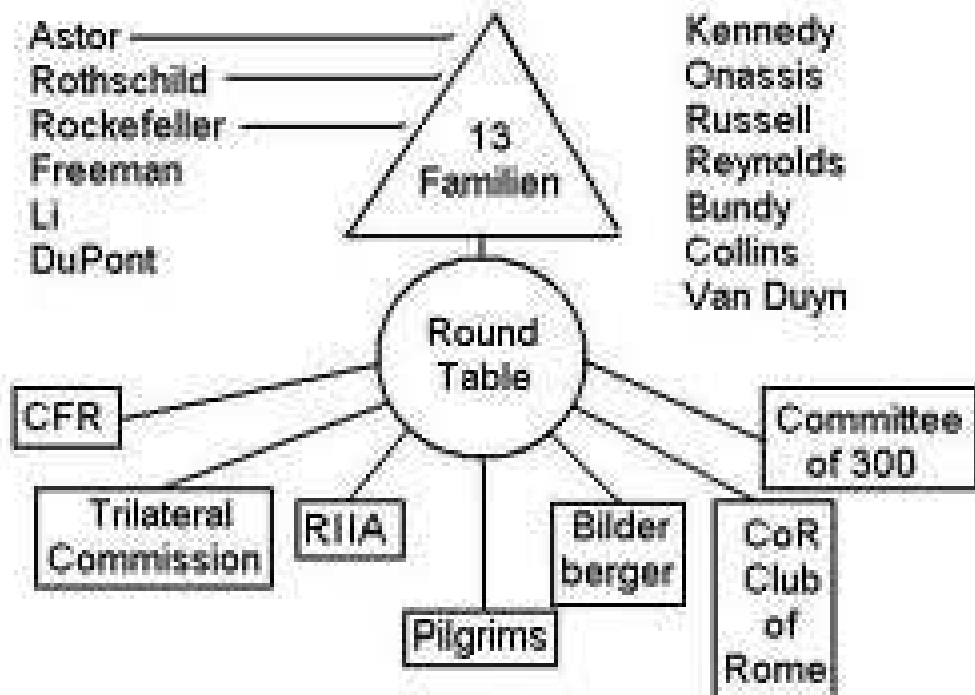 Astor
Rothschild
Rockefeller
Freeman
Li
DuPont
13
Familien
Kennedy
Onassis
Russell
Reynolds
Bundy
Collins
Van Duyn
Round
Table
CFR
Trilateral
Commission
RIIA
Pilgrims
Bilder
berger
CoR
Club
of
Rome
Committee
of 300